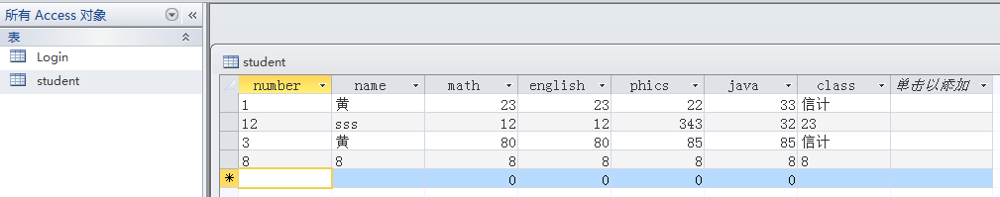 所有 Access 对象
表
Login
student
student
number name math english phics java class 单击以添加
1 黄 23 23 22 33 信计
12 sss 12 12 343 32 23
3 黄 80 80 85 85 信计
8 8 8 8 8 8 8
* 0 0 0 0